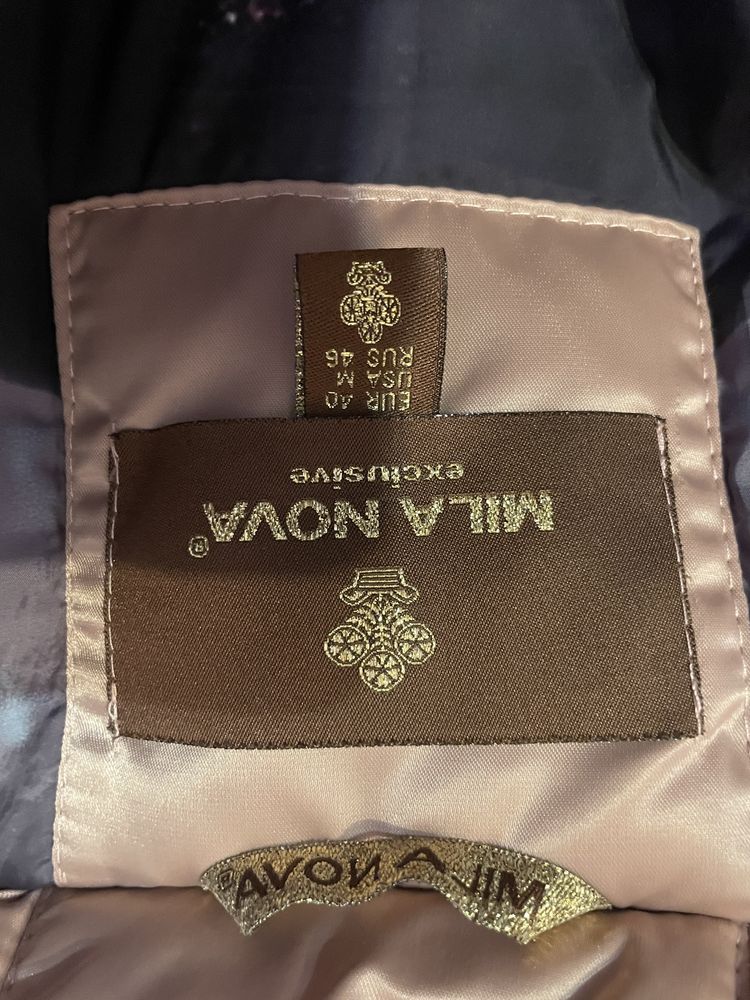 MILA NOVA®
MILA NOVA®
exclusive
EUR 40
USA M
RUS 46